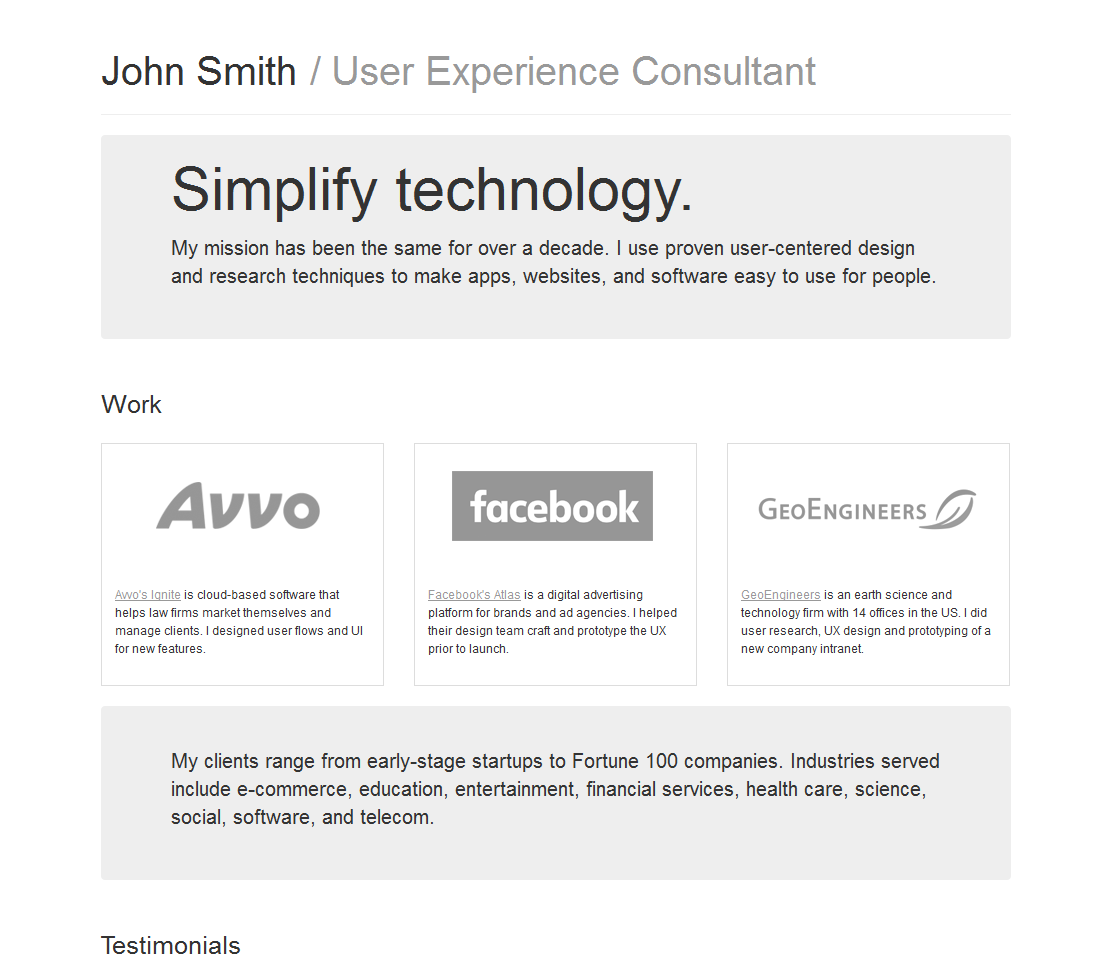 John Smith / User Experience Consultant
Simplify technology.
My mission has been the same for over a decade. I use proven user-centered design
and research techniques to make apps, websites, and software easy to use for people.
Work
Avvo
Avvo's Ignite is cloud-based software that
helps law firms market themselves and
manage clients. I designed user flows and UI
for new features.
facebook
Facebook's Atlas is a digital advertising
platform for brands and ad agencies. I helped
their design team craft and prototype the UX
prior to launch.
GEOENGINEERS
GeoEngineers is an earth science and
technology firm with 14 offices in the US. I did
user research, UX design and prototyping of a
new company intranet.
My clients range from early-stage startups to Fortune 100 companies. Industries served
include e-commerce, education, entertainment, financial services, health care, science,
social, software, and telecom.
Testimonials